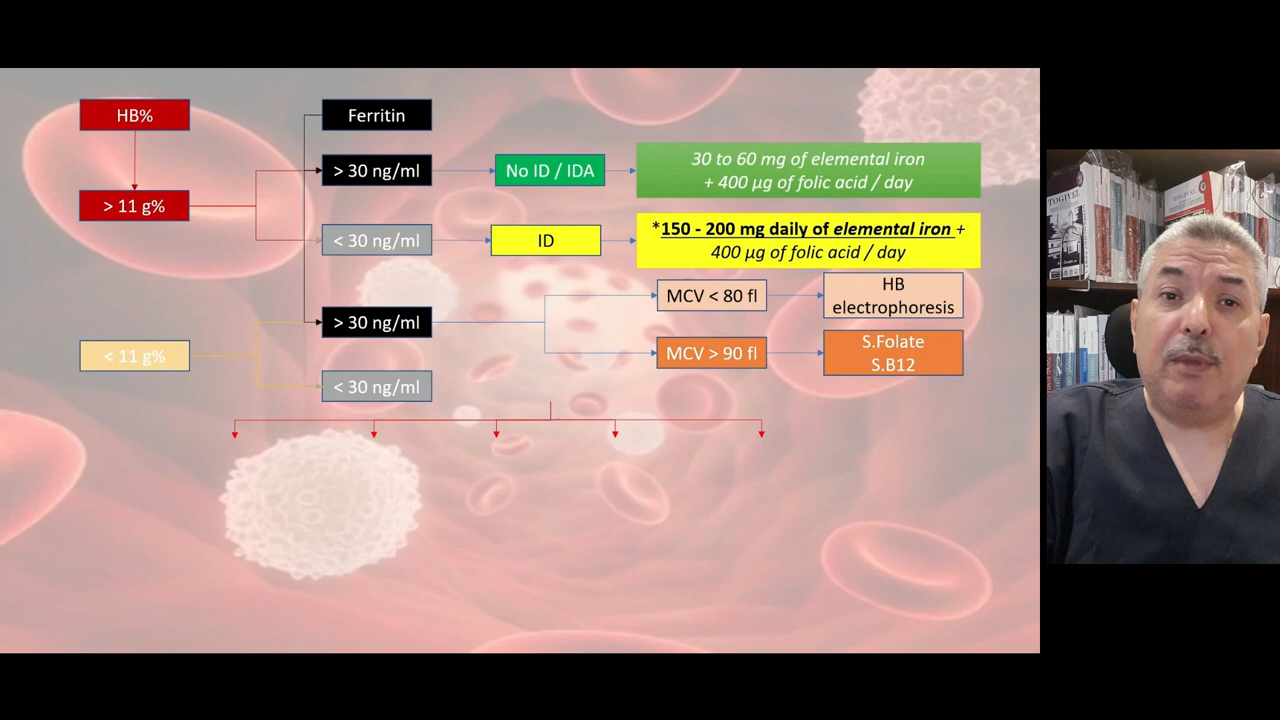 HB%
Ferritin
> 30 ng/ml
No ID / IDA
30 to 60 mg of elemental iron
+ 400 µg of folic acid / day
> 11 g%
< 30 ng/ml
ID
*150 - 200 mg daily of elemental iron +
400 µg of folic acid / day
> 30 ng/ml
MCV < 80 fl
HB
electrophoresis
< 11 g%
MCV > 90 fl
S.Folate
S.B12
< 30 ng/ml